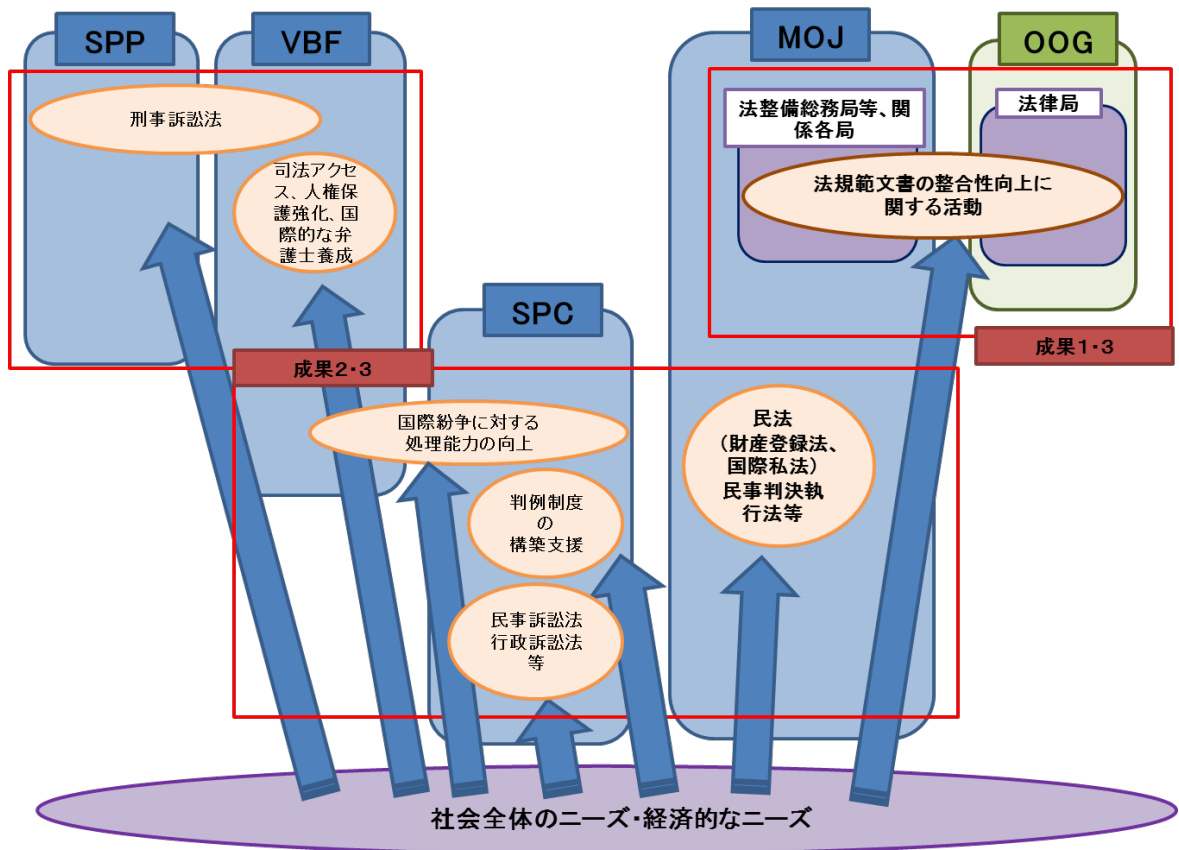 SPP
VBF
MOJ
OOG
刑事訴訟法
司法アクセ
ス、人権保
護強化、国
際的な弁
護士養成
法整備総務局等、関
係各局
法律局
法規範文書の整合性向上に
関する活動
SPC
成果1・3
成果2・3
国際紛争に対する
処理能力の向上
判例制度
の
構築支援
民事訴訟法
行政訴訟法
等
民法
（財産登録法、
国際私法）
民事判決執
行法等
社会全体のニーズ・経済的なニーズ